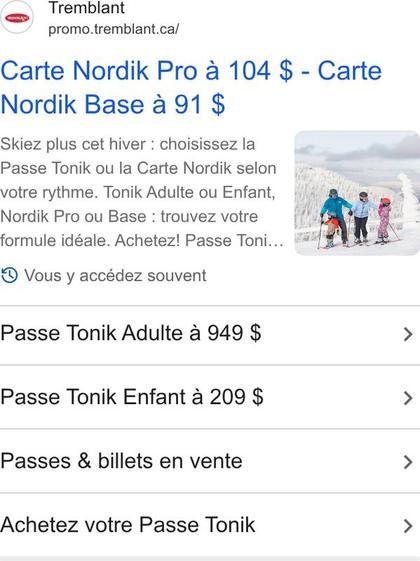 Tremblant
promo.tremblant.ca/
Carte Nordik Pro à 104 $ - Carte
Nordik Base à 91 $
Skiez plus cet hiver : choisissez la
Passe Tonik ou la Carte Nordik selon
votre rythme. Tonik Adulte ou Enfant,
Nordik Pro ou Base : trouvez votre
formule idéale. Achetez! Passe Toni…
Vous y accédez souvent
Passe Tonik Adulte à 949 $
Passe Tonik Enfant à 209 $
Passes & billets en vente
Achetez votre Passe Tonik